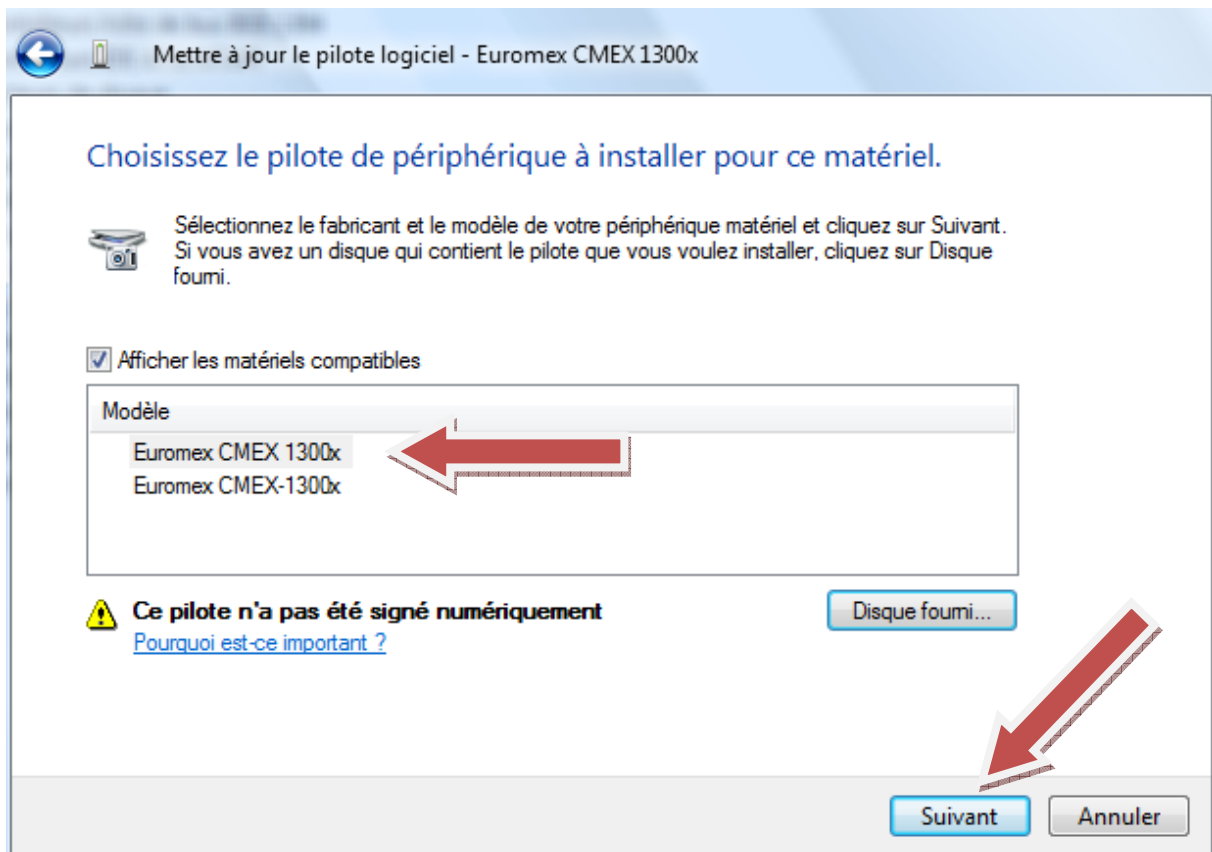 Mettre à jour le pilote logiciel - Euromex CMEX 1300x
Choisissez le pilote de périphérique à installer pour ce matériel.
Sélectionnez le fabricant et le modèle de votre périphérique matériel et cliquez sur Suivant.
Si vous avez un disque qui contient le pilote que vous voulez installer, cliquez sur Disque
fourni.
Afficher les matériels compatibles
Modèle
Euromex CMEX 1300x
Euromex CMEX-1300x
Ce pilote n'a pas été signé numériquement
Disque fourni...
Pourquoi est-ce important ?
Suivant
Annuler